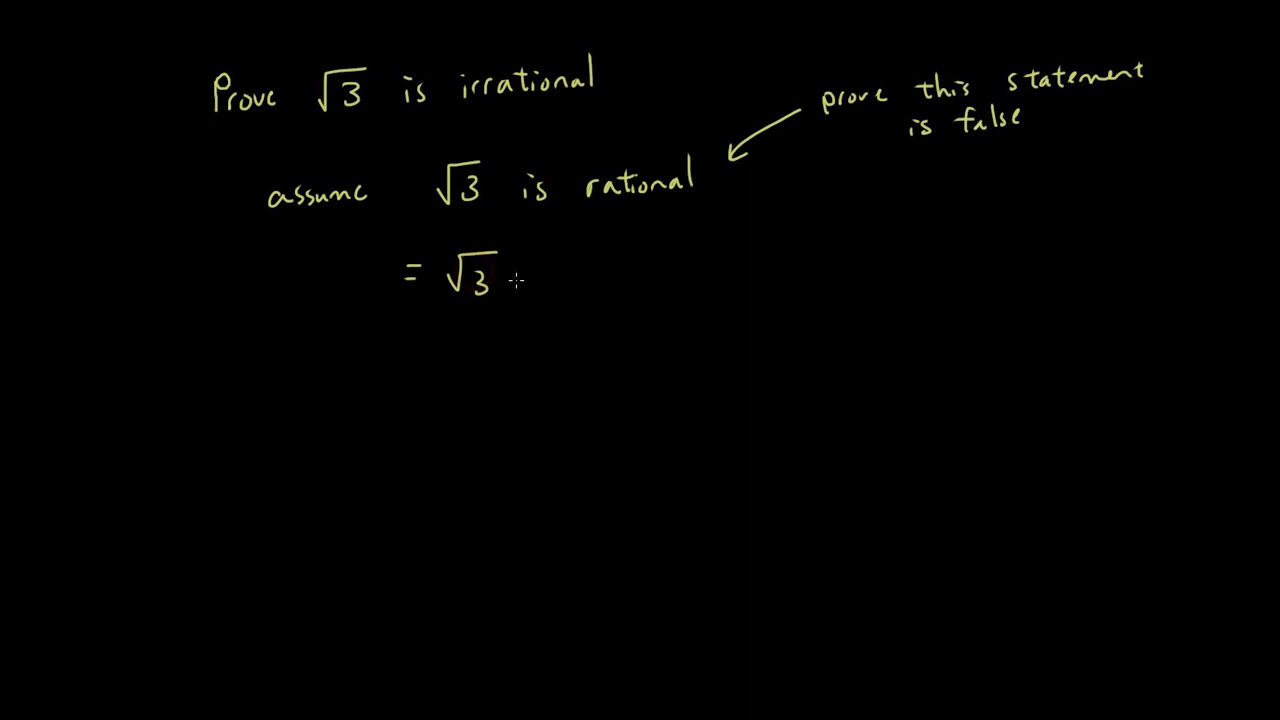 Prove √3 is irrational
prove this statement
is false
assume √3 is rational
= √3